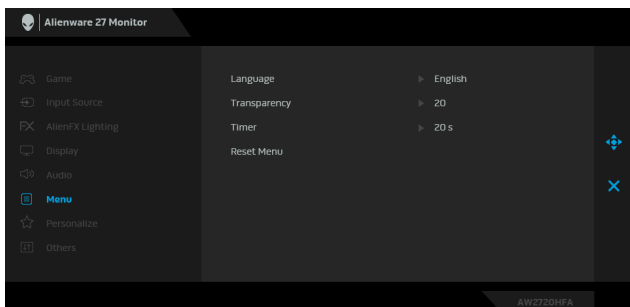 Alienware 27 Monitor
Game
Input Source
FX AlienFX Lighting
Display
Audio
Menu
Personalize
Others
Language English
Transparency 20
Timer 20 s
Reset Menu
AW2720HFA